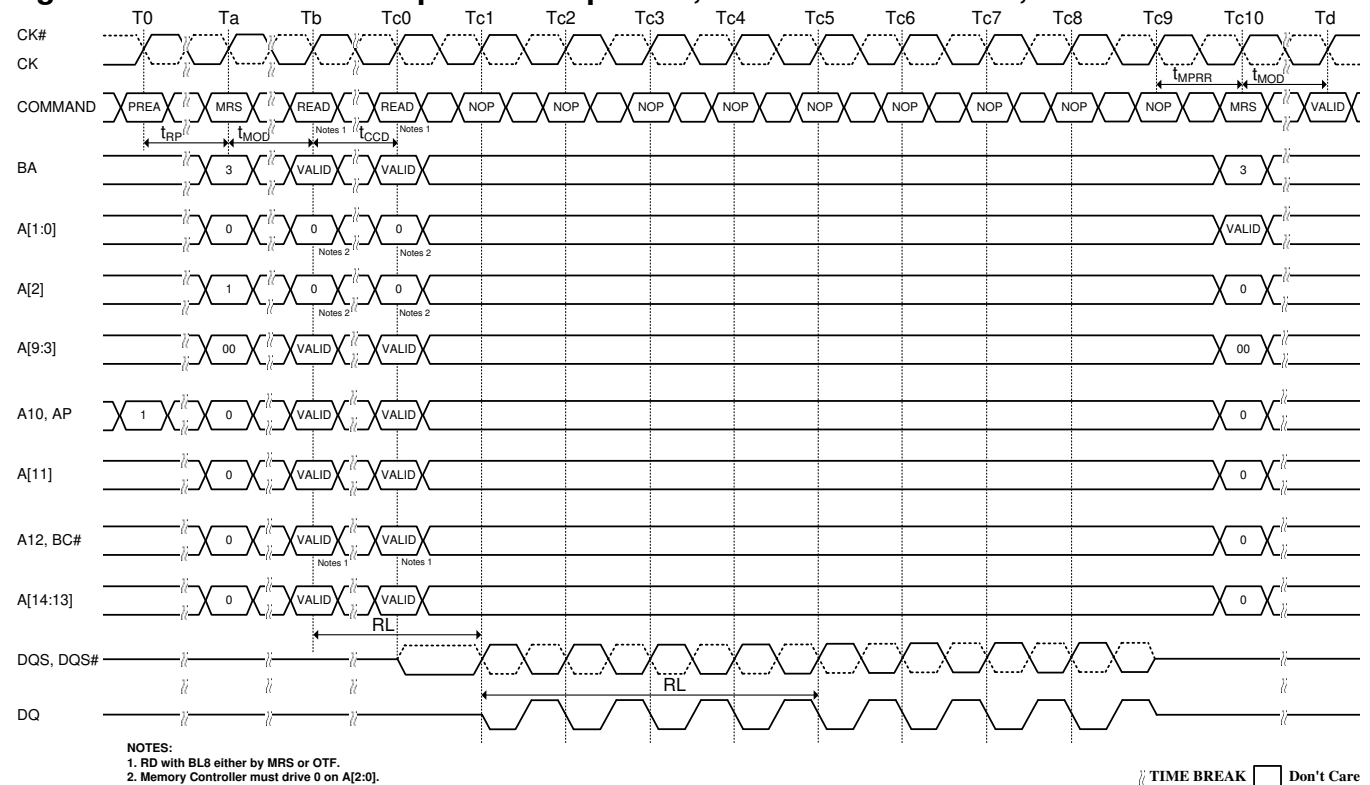 T0 Ta Tb Tc0 Tc1 Tc2 Tc3 Tc4 Tc5 Tc6 Tc7 Tc8 Tc9 Tc10 Td
CK#
CK
tMPRR tMOD
COMMAND PREA MRS READ READ NOP NOP NOP NOP NOP NOP NOP NOP NOP MRS VALID
Notes 1 Notes 1
tRP tMOD tCCD
BA 3 VALID VALID 3
A[1:0] 0 0 0 VALID
Notes 2 Notes 2
A[2] 1 0 0 0
Notes 2 Notes 2
A[9:3] 00 VALID VALID 00
A10, AP 1 0 VALID VALID 0
A[11] 0 VALID VALID 0
A12, BC# 0 VALID VALID 0
Notes 1 Notes 1
A[14:13] 0 VALID VALID 0
RL
DQS, DQS#
RL
DQ
NOTES:
1. RD with BL8 either by MRS or OTF.
2. Memory Controller must drive 0 on A[2:0].
TIME BREAK Don't Care